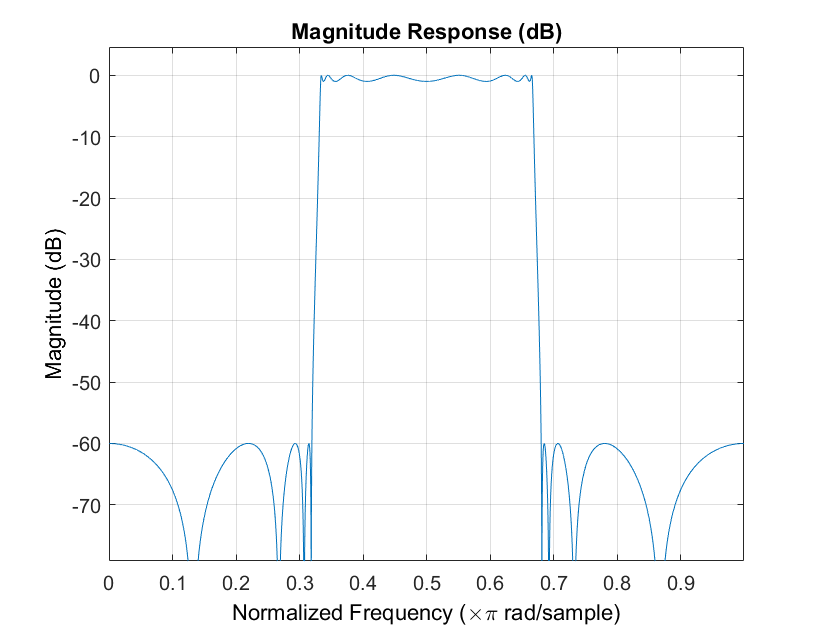 Magnitude Response (dB)
Magnitude (dB)
0
-10
-20
-30
-40
-50
-60
-70
0 0.1 0.2 0.3 0.4 0.5 0.6 0.7 0.8 0.9
Normalized Frequency (×π rad/sample)